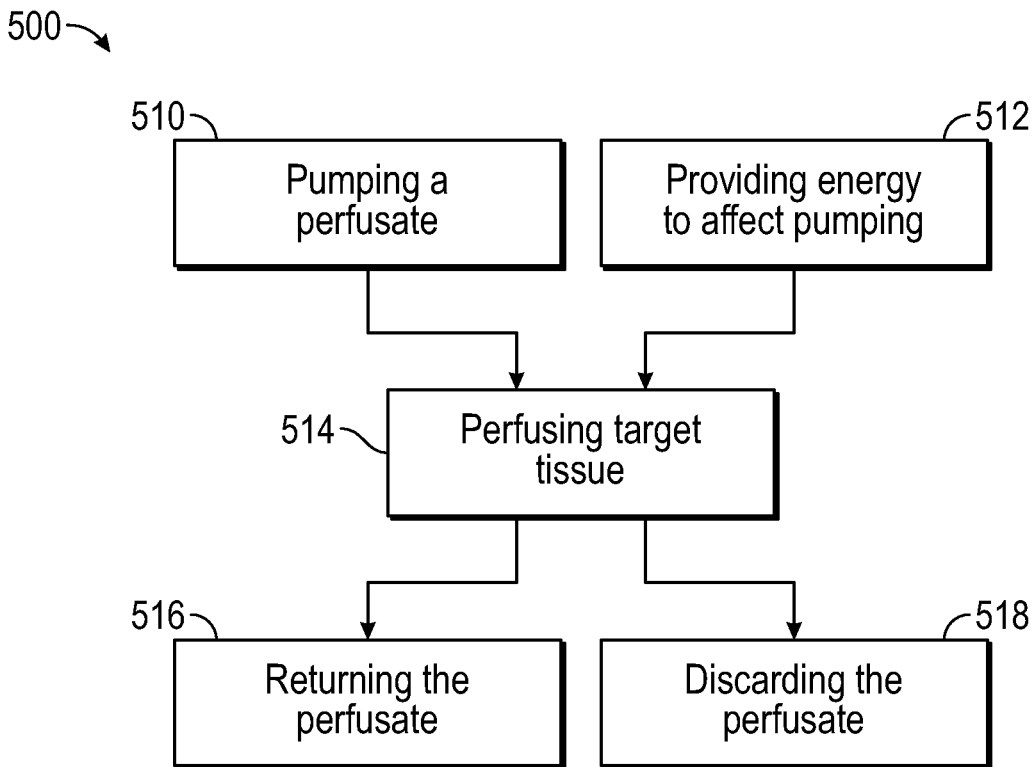 500
510
512
Pumping a
perfusate
Providing energy
to affect pumping
514
Perfusing target
tissue
516
518
Returning the
perfusate
Discarding the
perfusate